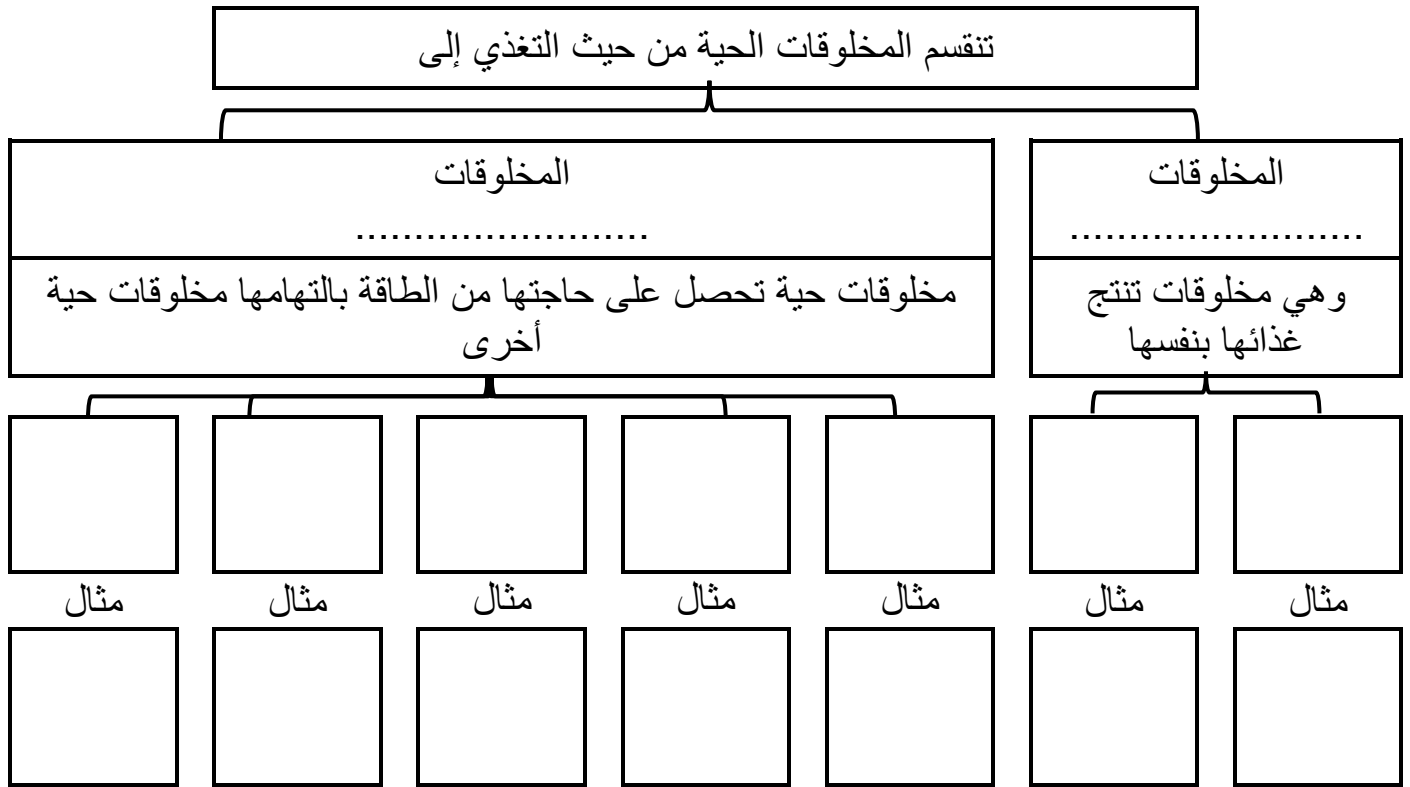 تنقسم المخلوقات الحية من حيث التغذي إلى
المخلوقات
.........................
وهي مخلوقات تنتج
غذائها بنفسها
المخلوقات
.........................
مخلوقات حية تحصل على حاجتها من الطاقة بالتهامها مخلوقات حية
أخرى
مثال
مثال
مثال
مثال
مثال
مثال
مثال